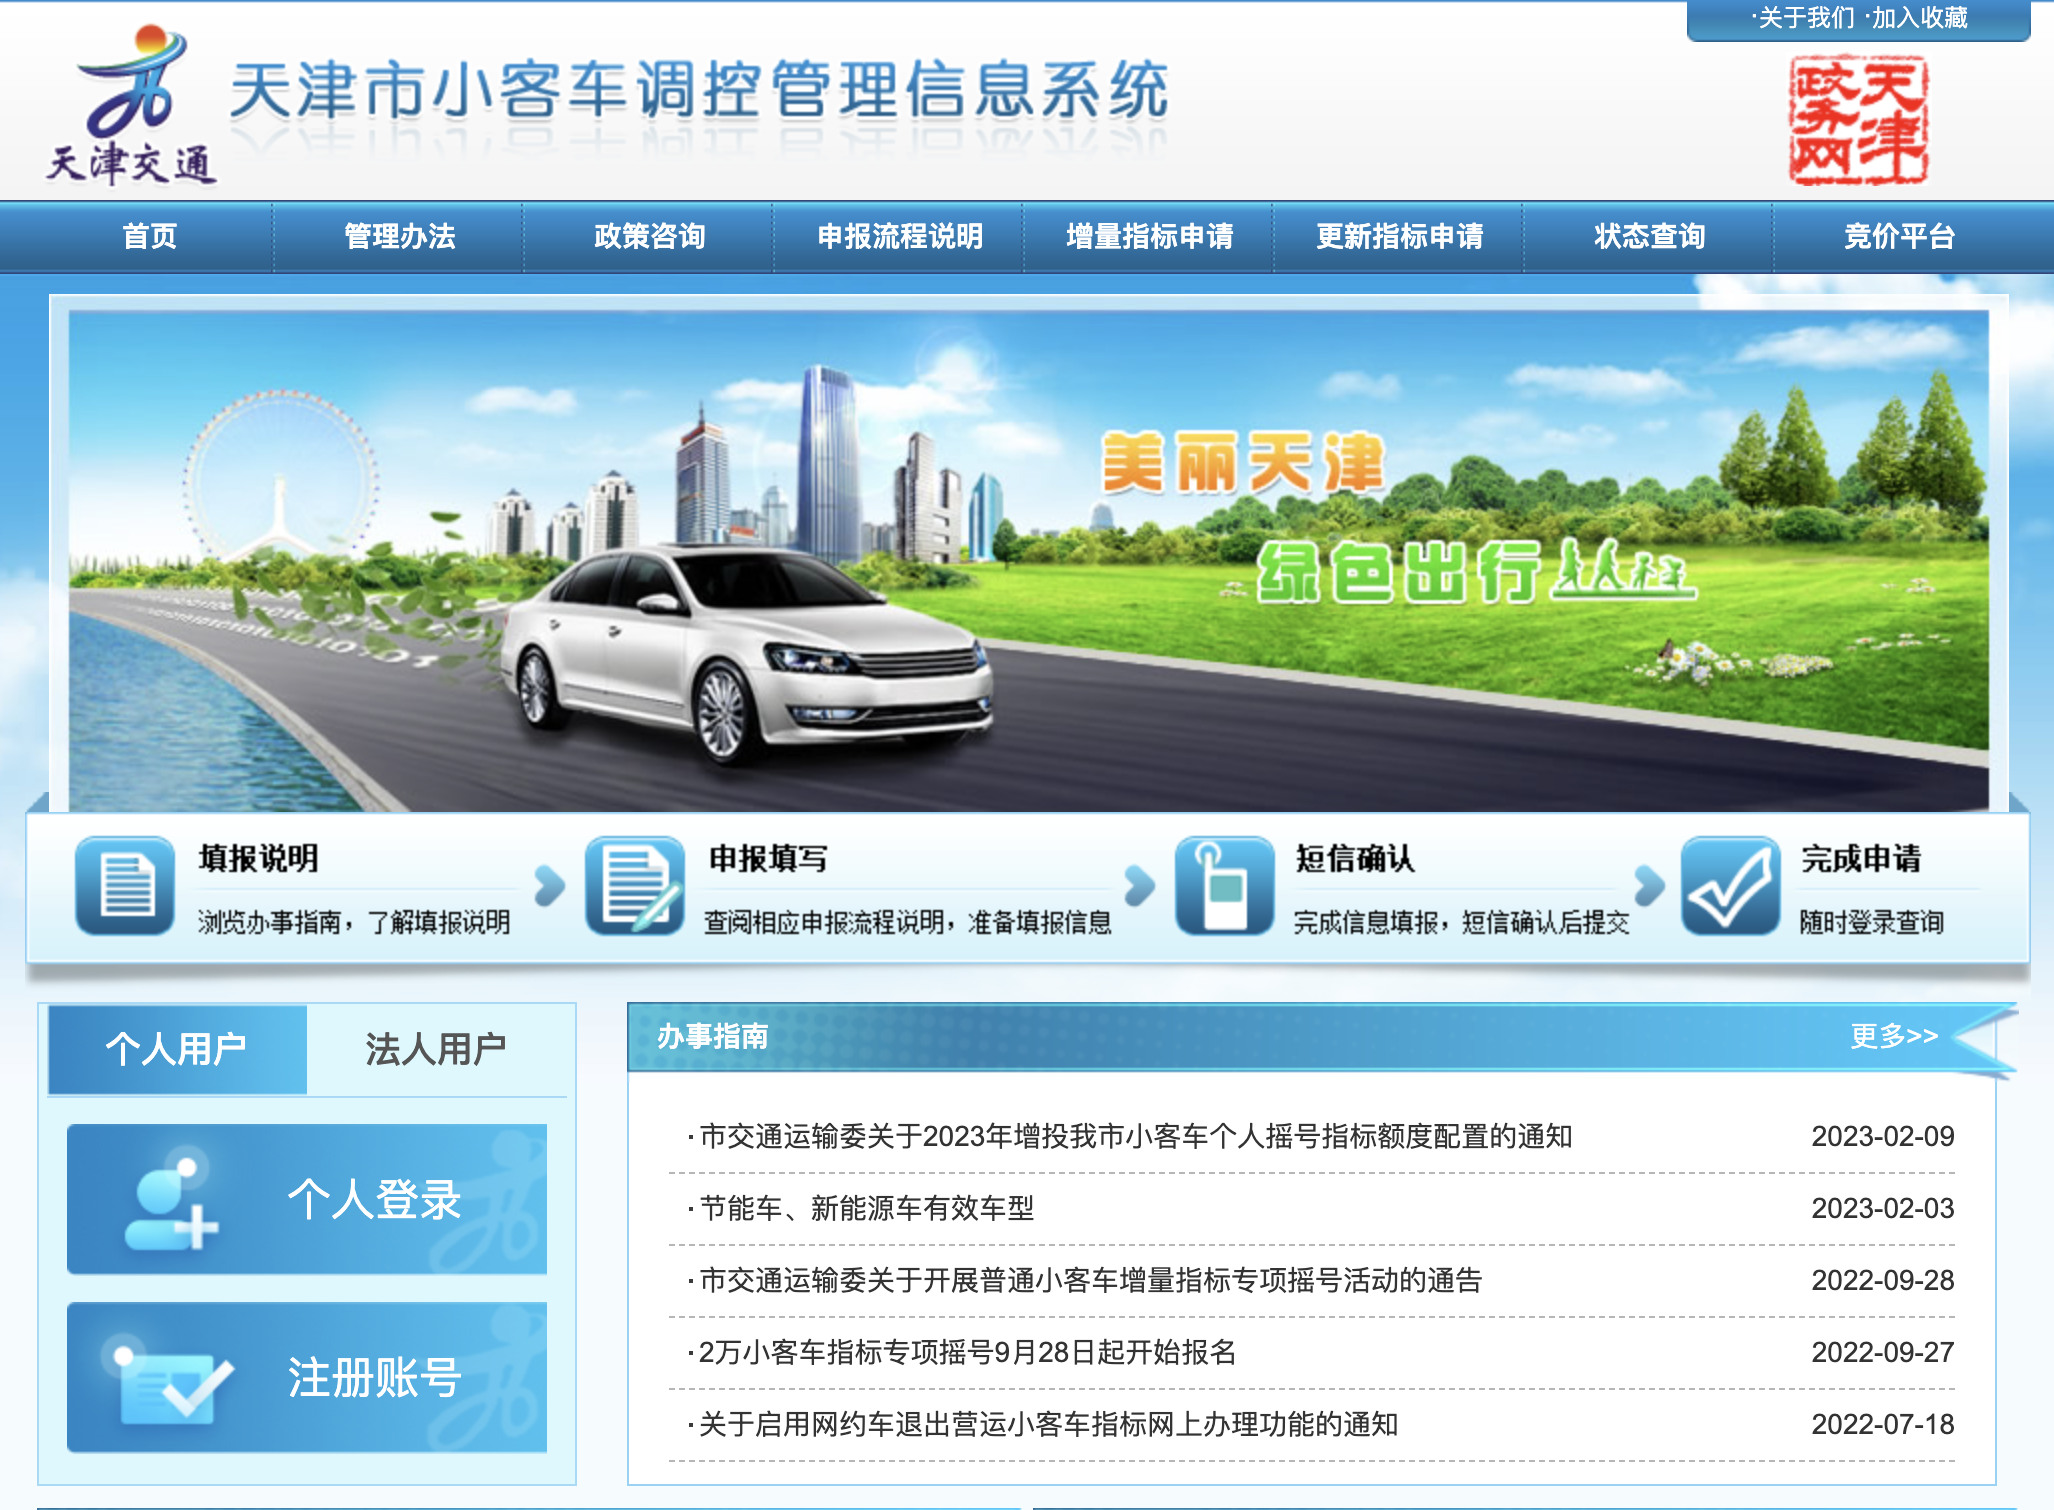 ·关于我们 ·加入收藏
天津交通
天津市小客车调控管理信息系统
天津
政务网
首页 管理办法 政策咨询 申报流程说明 增量指标申请 更新指标申请 状态查询 竞价平台
美丽天津
绿色出行
填报说明
浏览办事指南，了解填报说明
申报填写
查阅相应申报流程说明，准备填报信息
短信确认
完成信息填报，短信确认后提交
完成申请
随时登录查询
个人用户 法人用户
个人登录
注册账号
办事指南 更多>>
·市交通运输委关于2023年增投我市小客车个人摇号指标额度配置的通知 2023-02-09
·节能车、新能源车有效车型 2023-02-03
·市交通运输委关于开展普通小客车增量指标专项摇号活动的通告 2022-09-28
·2万小客车指标专项摇号9月28日起开始报名 2022-09-27
·关于启用网约车退出营运小客车指标网上办理功能的通知 2022-07-18